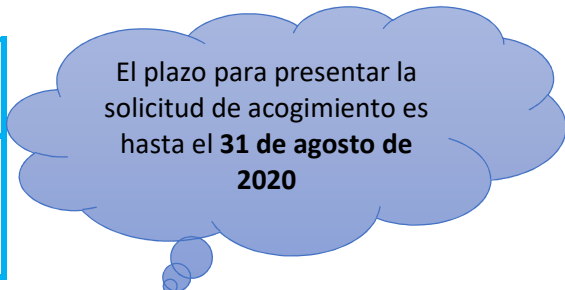 El plazo para presentar la
solicitud de acogimiento es
hasta el 31 de agosto de
2020